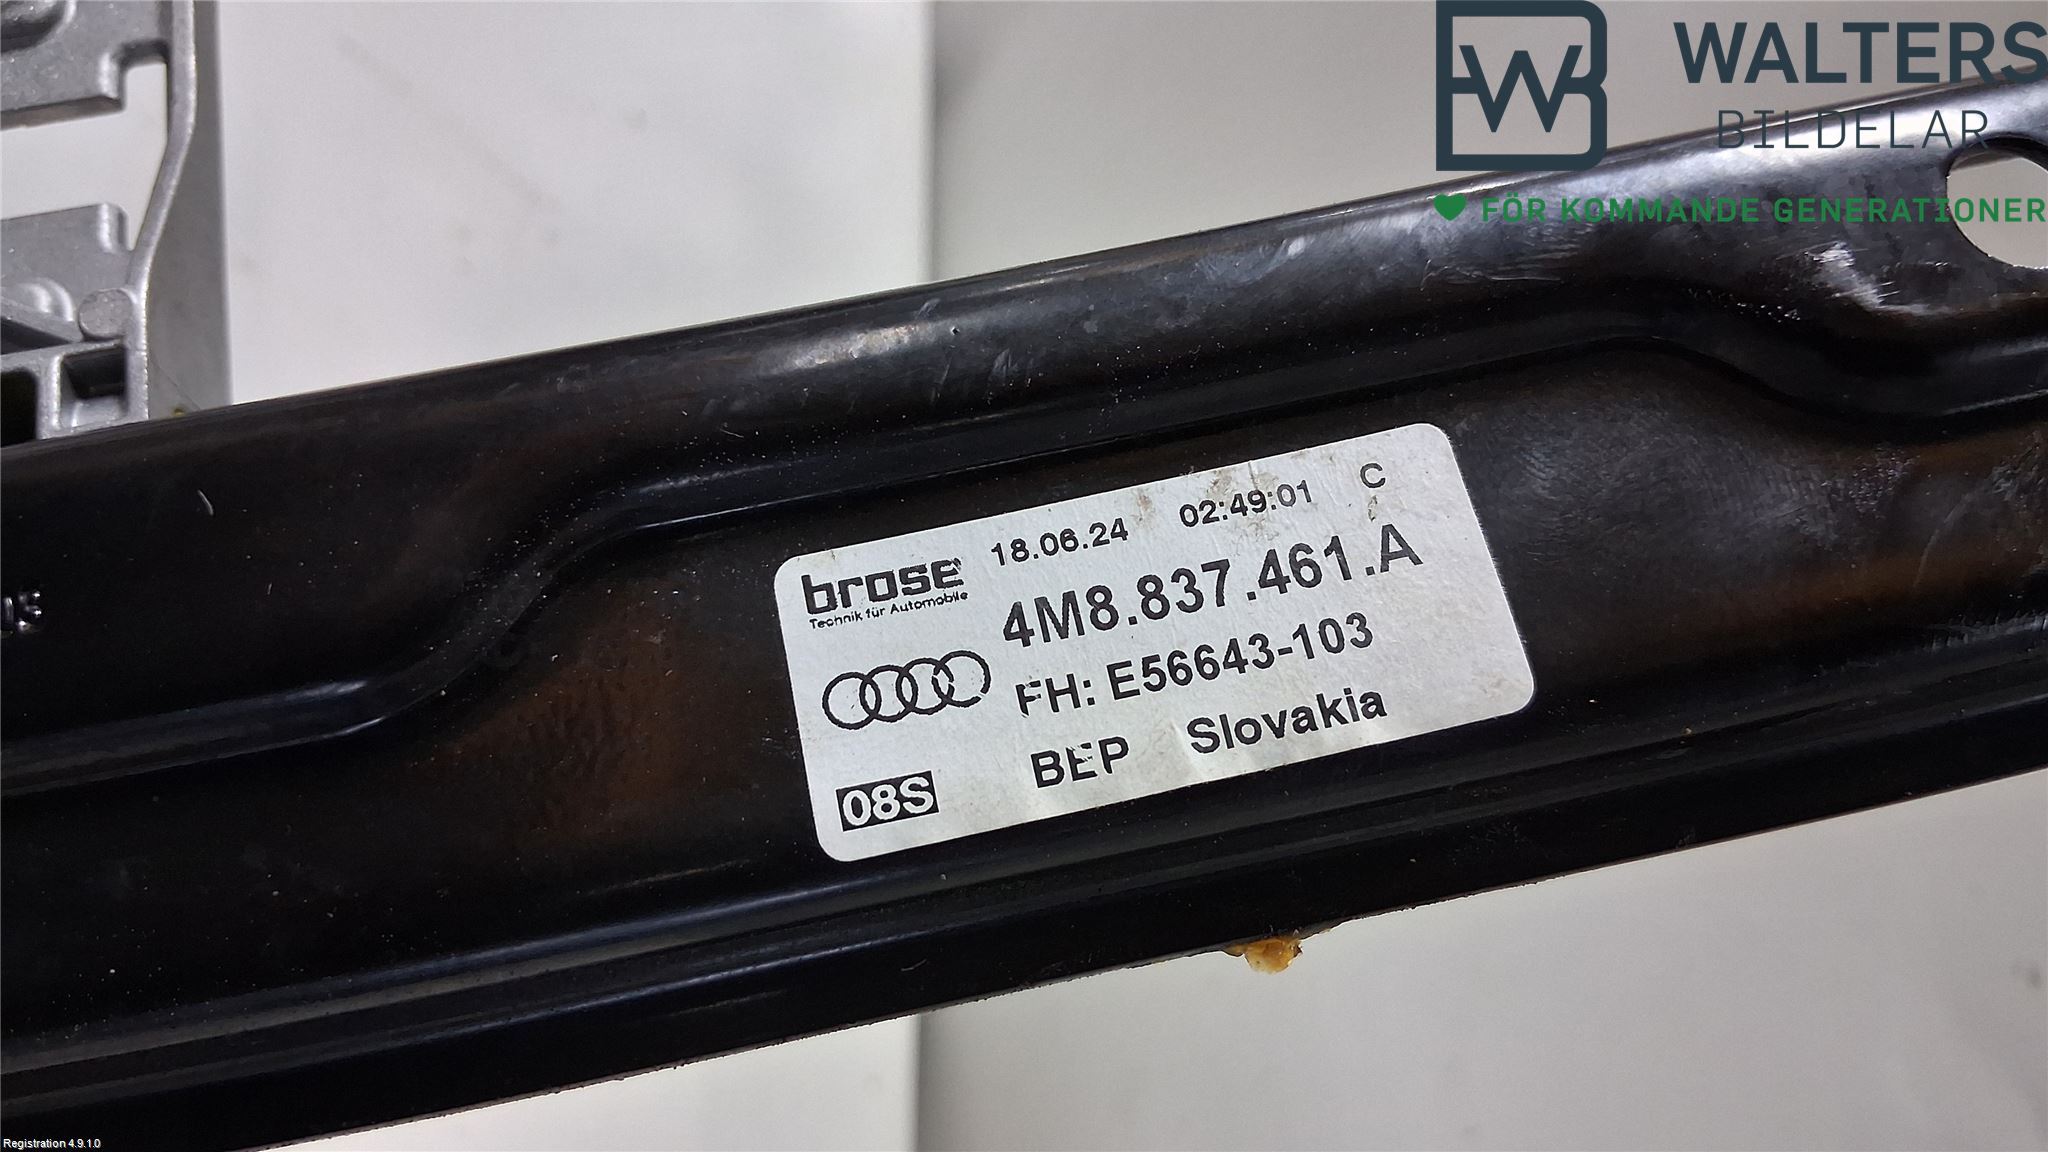 WALTERS
BILDELAR
FÖR KOMMANDE GENERATIONER
brose 18.06.24 02:49:01 C
Technik für Automobile
4M8.837.461.A
FH: E56643-103
08S BEP Slovakia
Registration 4.9.1.0